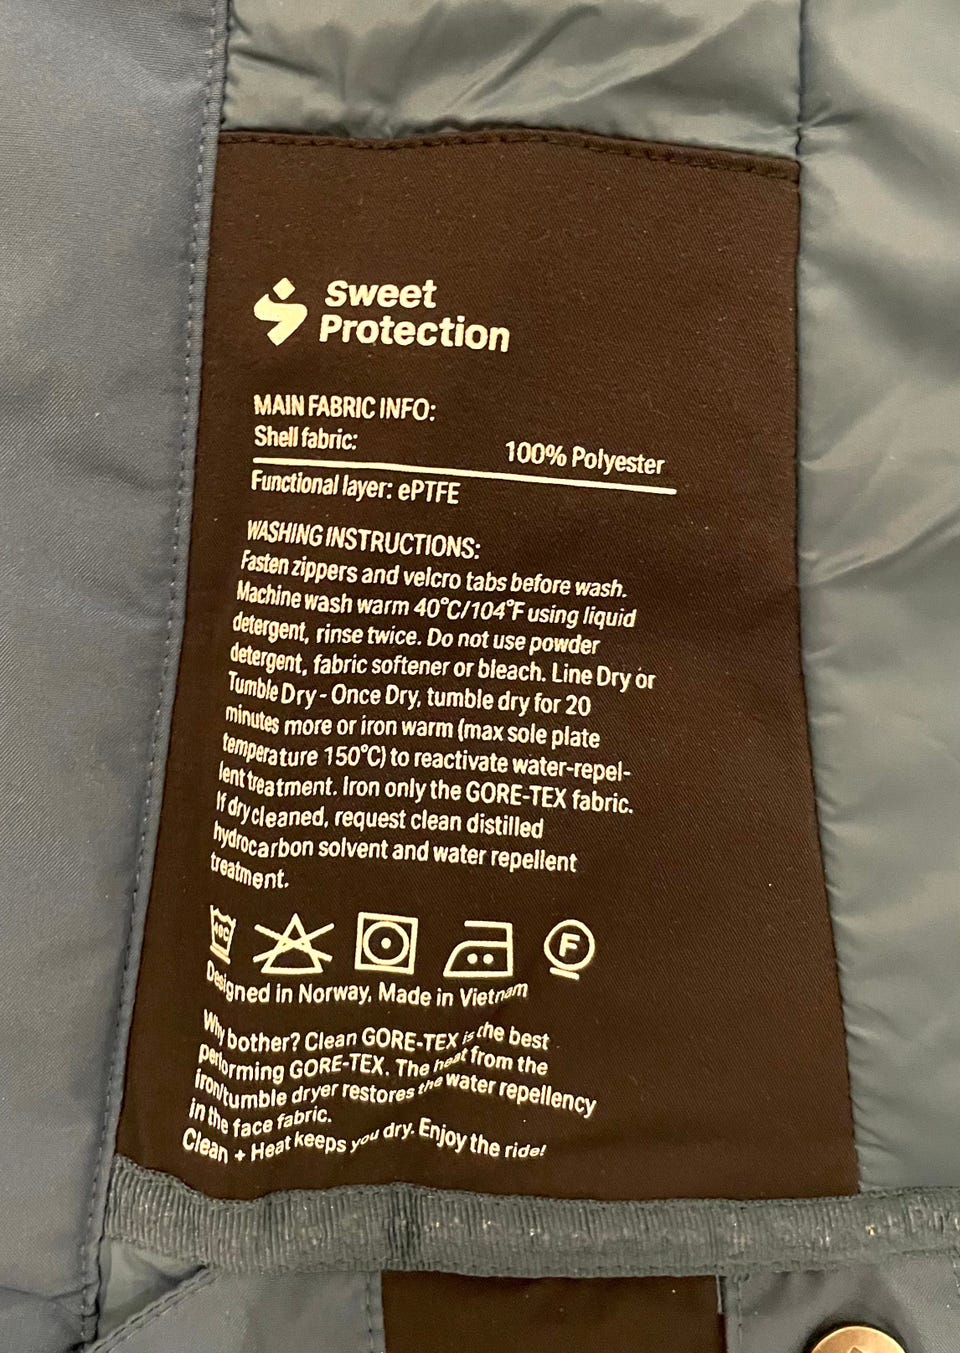 Sweet
Protection
MAIN FABRIC INFO:
Shell fabric: 100% Polyester
Functional layer: ePTFE
WASHING INSTRUCTIONS:
Fasten zippers and velcro tabs before wash.
Machine wash warm 40°C/104°F using liquid
detergent, rinse twice. Do not use powder
detergent, fabric softener or bleach. Line Dry or
Tumble Dry - Once Dry, tumble dry for 20
minutes more or iron warm (max sole plate
temperature 150°C) to reactivate water-repel-
lent treatment. Iron only the GORE-TEX fabric.
If dry cleaned, request clean distilled
hydrocarbon solvent and water repellent
treatment.
40C F
Designed in Norway. Made in Vietnam
Why bother? Clean GORE-TEX is the best
performing GORE-TEX. The heat from the
iron/tumble dryer restores the water repellency
in the face fabric.
Clean + Heat keeps you dry. Enjoy the ride!